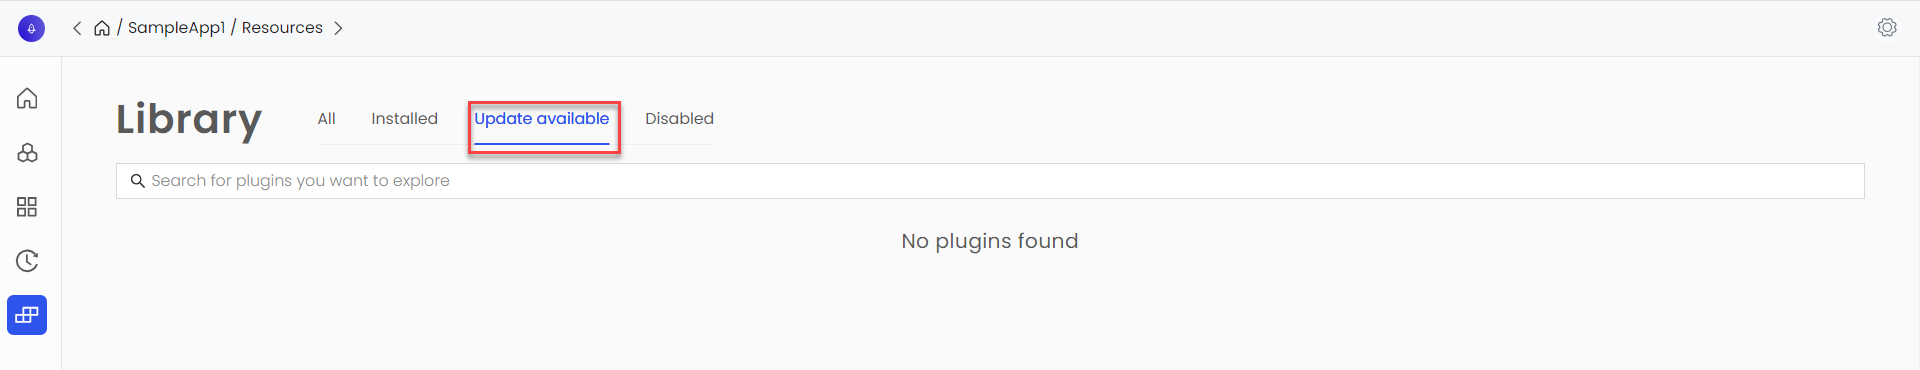 / SampleApp1 / Resources
Library
All Installed Update available Disabled
Search for plugins you want to explore
No plugins found